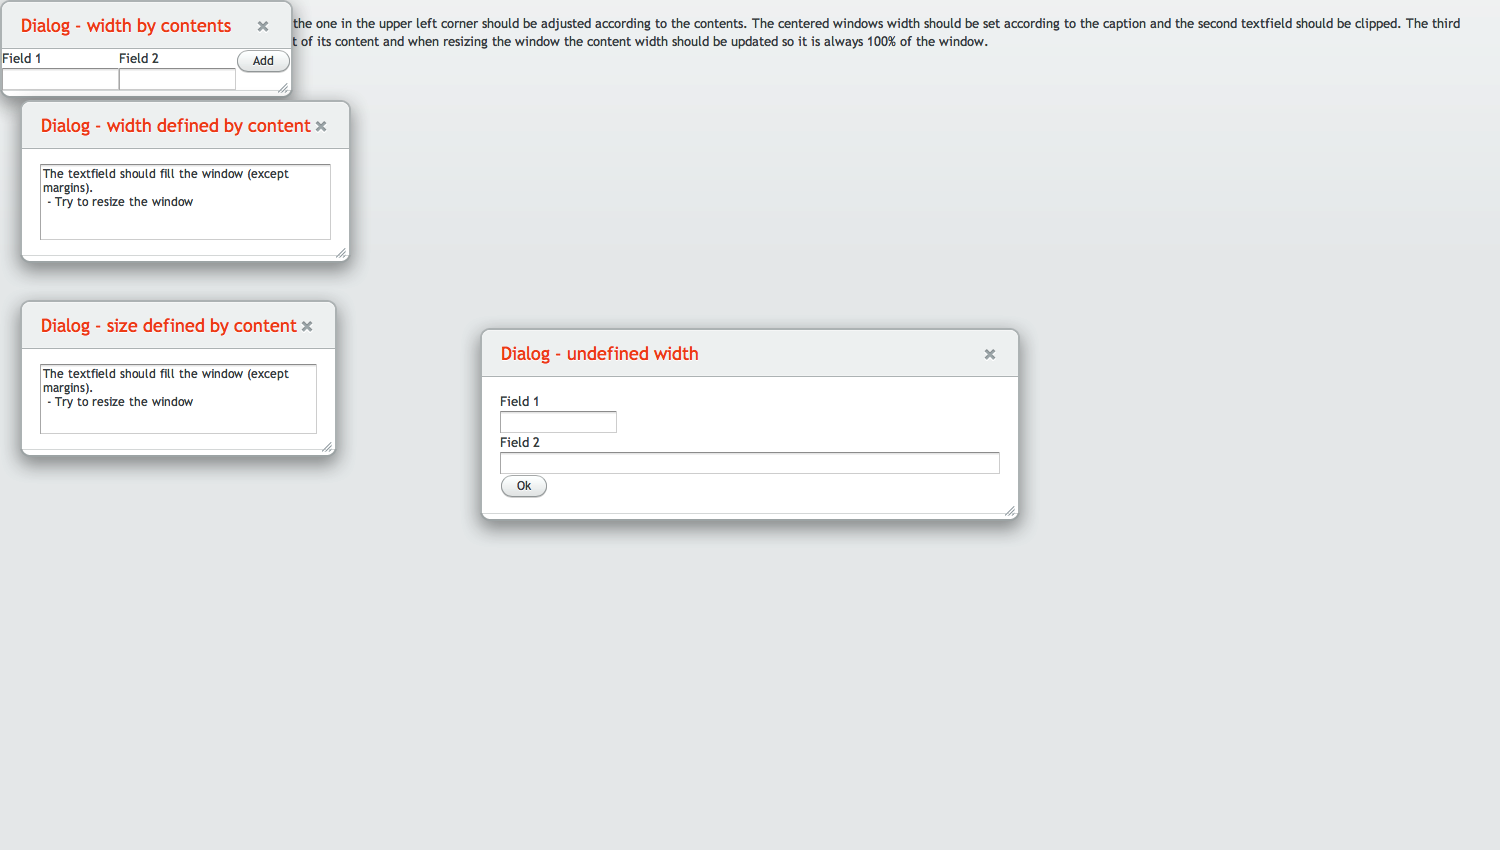 Dialog - width by contents
the one in the upper left corner should be adjusted according to the contents. The centered windows width should be set according to the caption and the second textfield should be clipped. The third
t of its content and when resizing the window the content width should be updated so it is always 100% of the window.
Field 1 Field 2 Add
Dialog - width defined by content
The textfield should fill the window (except
margins).
- Try to resize the window
Dialog - size defined by content
The textfield should fill the window (except
margins).
- Try to resize the window
Dialog - undefined width
Field 1
Field 2
Ok